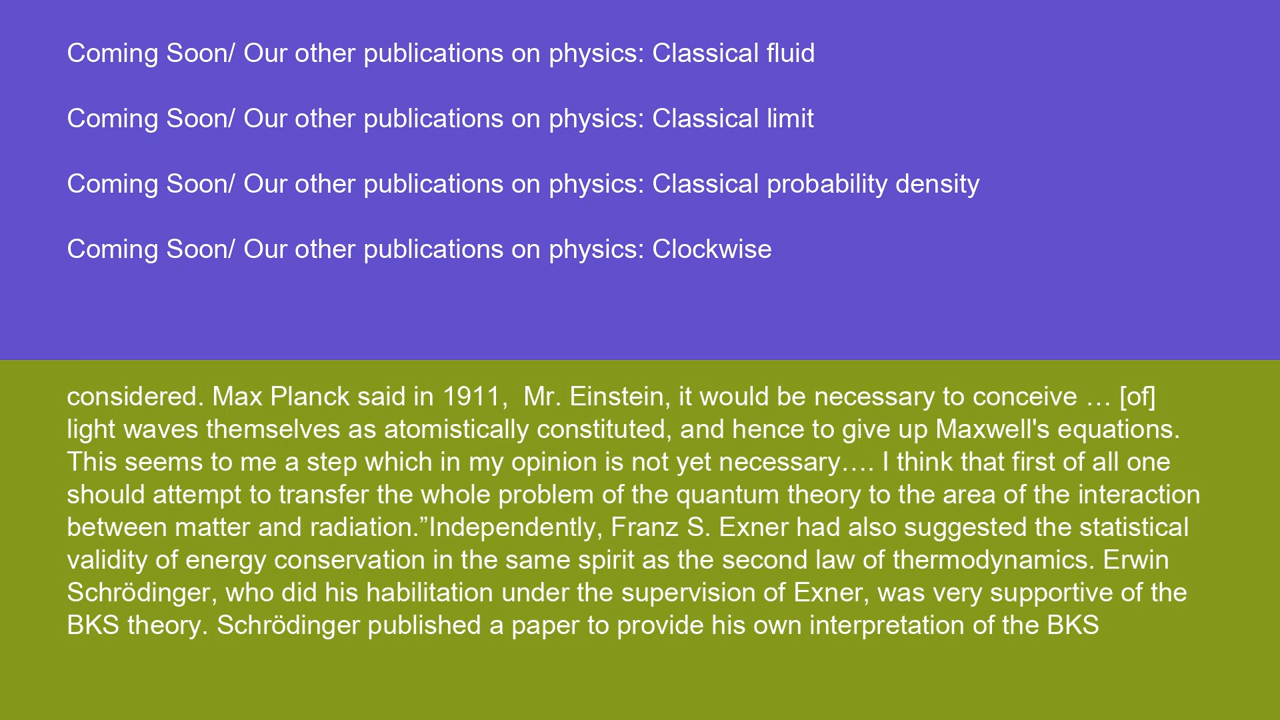 Coming Soon/ Our other publications on physics: Classical fluid
Coming Soon/ Our other publications on physics: Classical limit
Coming Soon/ Our other publications on physics: Classical probability density
Coming Soon/ Our other publications on physics: Clockwise
considered. Max Planck said in 1911,  Mr. Einstein, it would be necessary to conceive … [of]
light waves themselves as atomistically constituted, and hence to give up Maxwell's equations.
This seems to me a step which in my opinion is not yet necessary…. I think that first of all one
should attempt to transfer the whole problem of the quantum theory to the area of the interaction
between matter and radiation.”Independently, Franz S. Exner had also suggested the statistical
validity of energy conservation in the same spirit as the second law of thermodynamics. Erwin
Schrödinger, who did his habilitation under the supervision of Exner, was very supportive of the
BKS theory. Schrödinger published a paper to provide his own interpretation of the BKS